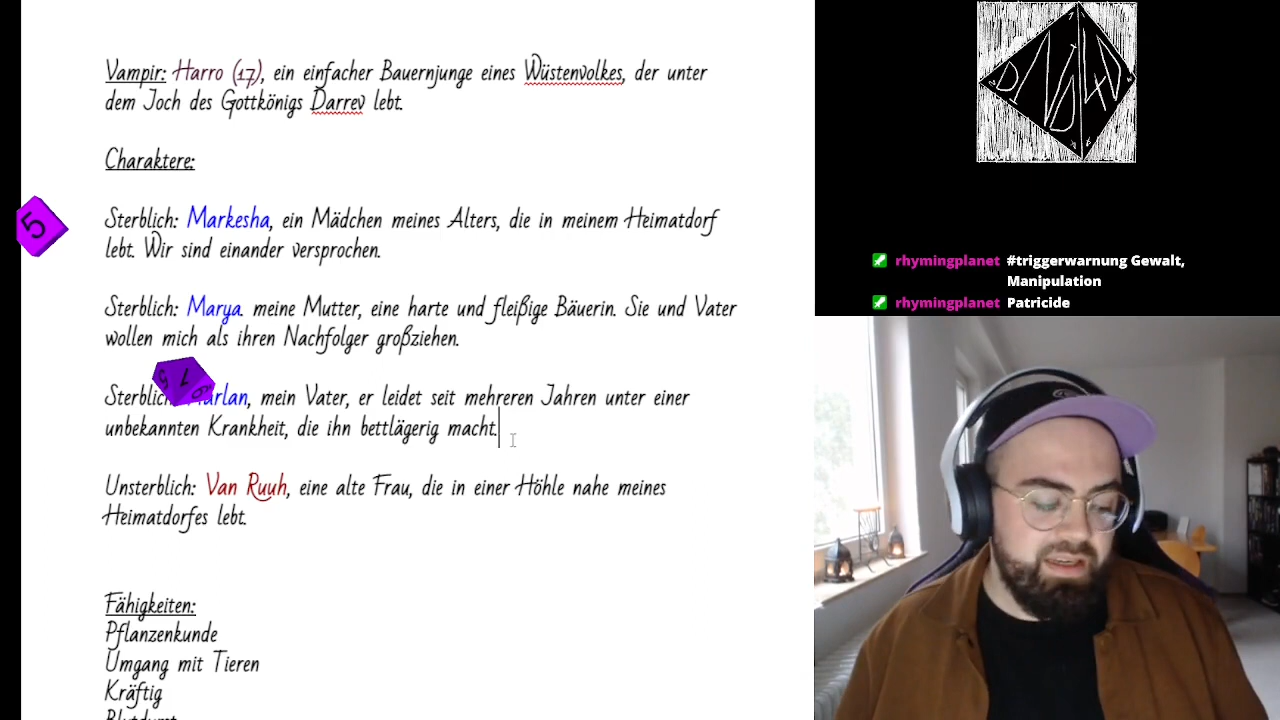 Vampir: Harro (17), ein einfacher Bauernjunge eines Wüstenvolkes, der unter
dem Joch des Gottkönigs Darrev lebt.
Charaktere:
5
Sterblich: Markesha, ein Mädchen meines Alters, die in meinem Heimatdorf
lebt. Wir sind einander versprochen.
Sterblich: Marya. meine Mutter, eine harte und fleißige Bäuerin. Sie und Vater
wollen mich als ihren Nachfolger großziehen.
mein Vater, er leidet seit mehreren Jahren unter einer
unbekannten Krankheit, die ihn bettlägerig macht.
Unsterblich: Van Ruuh, eine alte Frau, die in einer Höhle nahe meines
Heimatdorfes lebt.
Fähigkeiten:
Pflanzenkunde
Umgang mit Tieren
Kräftig
rhymingplanet #triggerwarnung Gewalt,
Manipulation
rhymingplanet Patricide